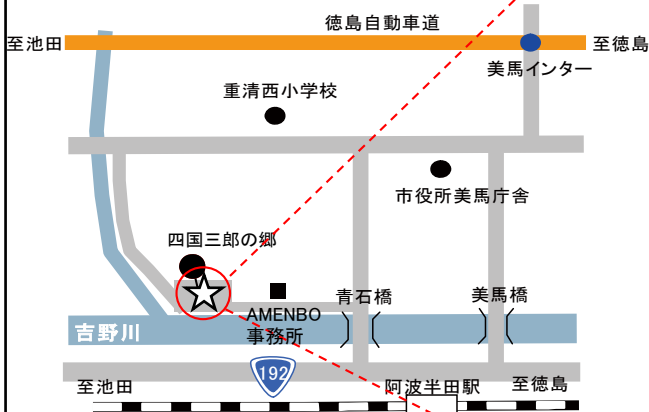 徳島自動車道
至池田
至徳島
美馬インター
重清西小学校
市役所美馬庁舎
四国三郎の郷
青石橋
美馬橋
AMENBO
事務所
吉野川
192
至池田
阿波半田駅
至徳島